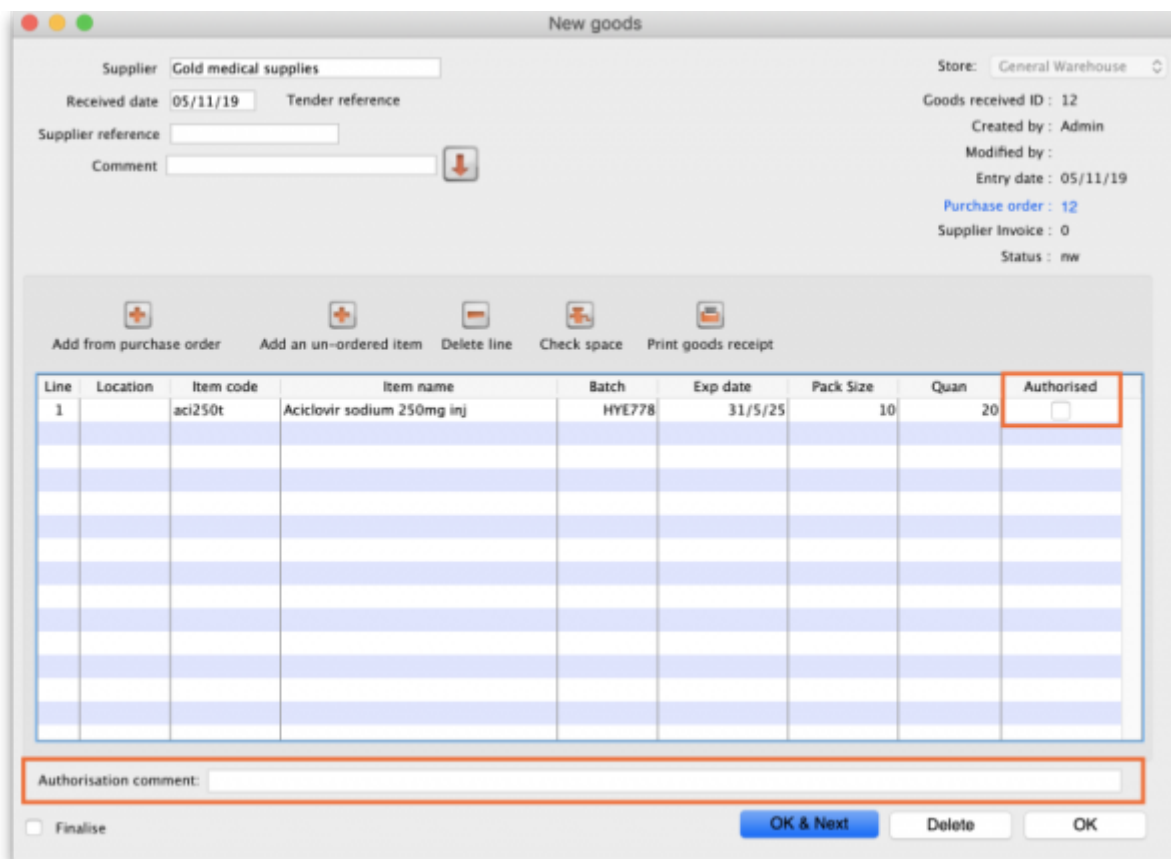 New goods
Supplier Gold medical supplies
Store: General Warehouse
Received date 05/11/19 Tender reference
Goods received ID : 12
Supplier reference
Created by : Admin
Comment
Modified by :
Entry date : 05/11/19
Purchase order : 12
Supplier Invoice : 0
Status : nw
Add from purchase order Add an un-ordered item Delete line Check space Print goods receipt
Line Location Item code Item name Batch Exp date Pack Size Quan Authorised
1 aci250t Aciclovir sodium 250mg inj HYE778 31/5/25 10 20
Authorisation comment:
Finalise OK & Next Delete OK